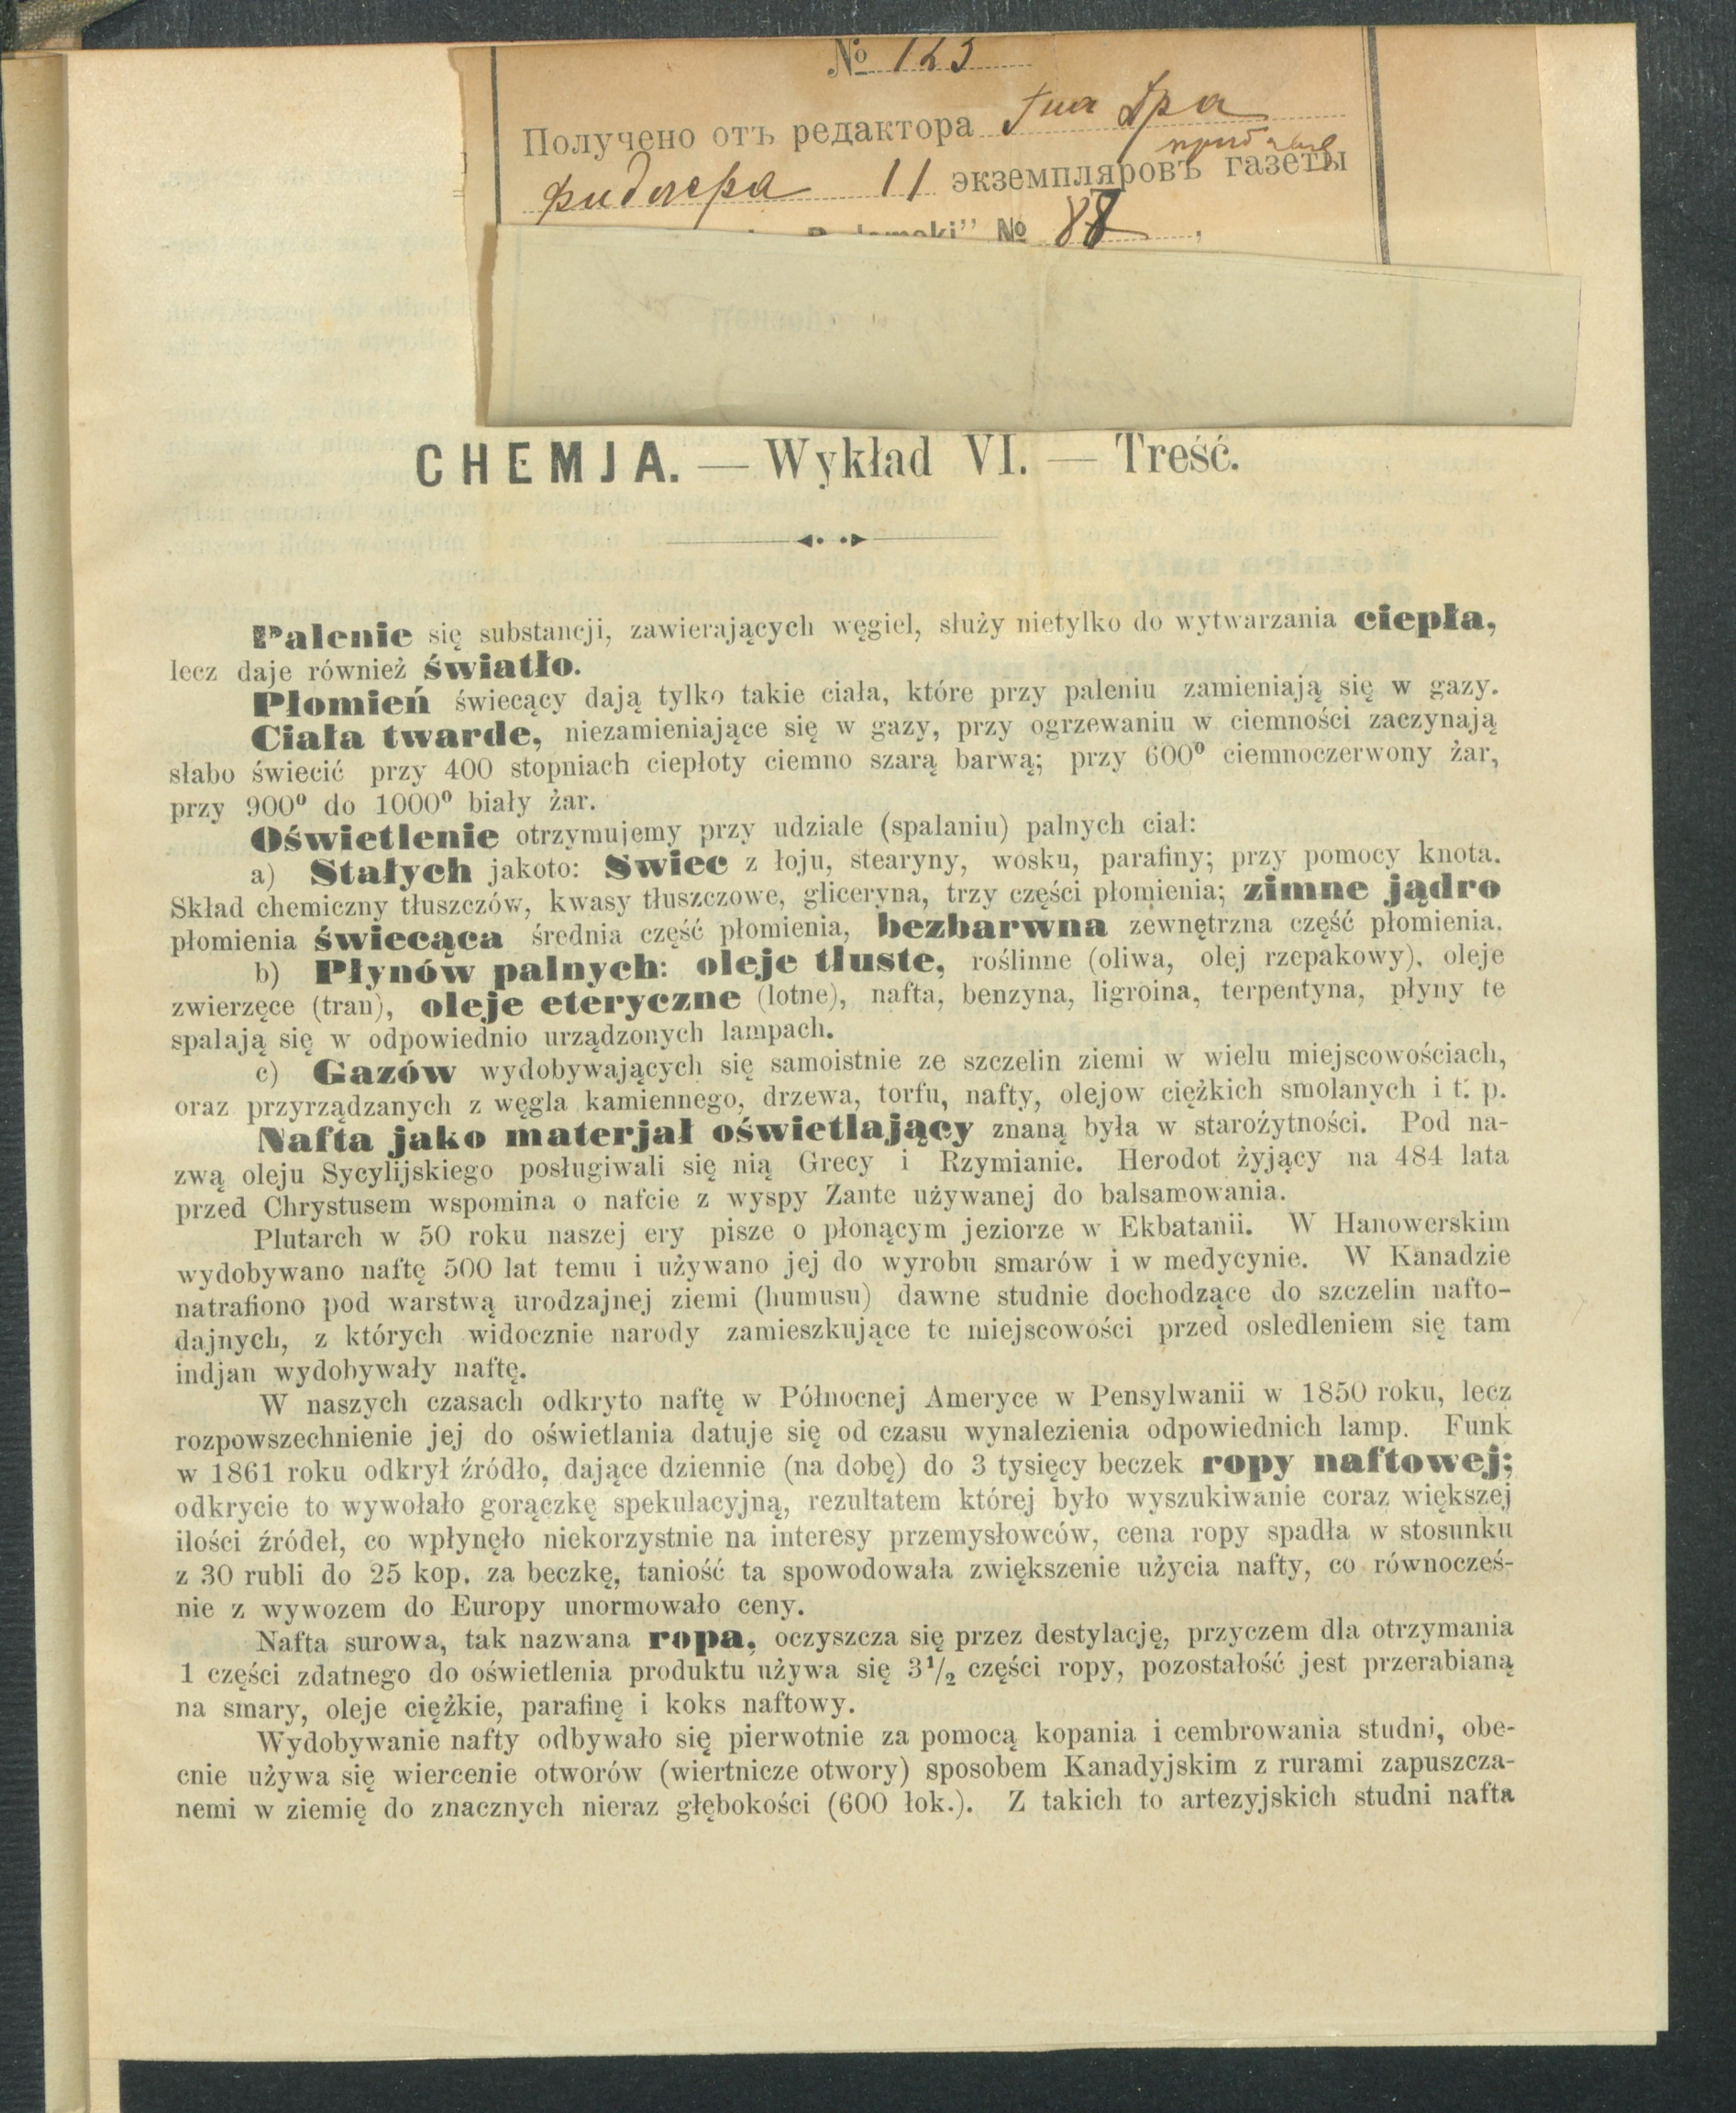 № 123
Получено отъ редактора Гна Дра
Фидлера 11 экземпляровъ газеты
" № 87
CHEMJA. — Wykład VI. — Treść.
Palenie się substancji, zawierających węgiel, służy nietylko do wytwarzania ciepła,
lecz daje również światło.
Płomień świecący dają tylko takie ciała, które przy paleniu zamieniają się w gazy.
Ciała twarde, niezamieniające się w gazy, przy ogrzewaniu w ciemności zaczynają
słabo świecić przy 400 stopniach ciepłoty ciemno szarą barwą; przy 600⁰ ciemnoczerwony żar,
przy 900⁰ do 1000⁰ biały żar.
Oświetlenie otrzymujemy przy udziale (spalaniu) palnych ciał:
a) Stałych jakoto: Swiec z łoju, stearyny, wosku, parafiny; przy pomocy knota.
Skład chemiczny tłuszczów, kwasy tłuszczowe, gliceryna, trzy części płomienia; zimne jądro
płomienia świecąca średnia część płomienia, bezbarwna zewnętrzna część płomienia.
b) Płynów palnych: oleje tłuste, roślinne (oliwa, olej rzepakowy), oleje
zwierzęce (tran), oleje eteryczne (lotne), nafta, benzyna, ligroina, terpentyna, płyny te
spalają się w odpowiednio urządzonych lampach.
c) Gazów wydobywających się samoistnie ze szczelin ziemi w wielu miejscowościach,
oraz przyrządzanych z węgla kamiennego, drzewa, torfu, nafty, olejow ciężkich smolanych i t. p.
Nafta jako materjał oświetlający znaną była w starożytności. Pod na-
zwą oleju Sycylijskiego posługiwali się nią Grecy i Rzymianie. Herodot żyjący na 484 lata
przed Chrystusem wspomina o nafcie z wyspy Zante używanej do balsamowania.
Plutarch w 50 roku naszej ery pisze o płonącym jeziorze w Ekbatanii. W Hanowerskim
wydobywano naftę 500 lat temu i używano jej do wyrobu smarów i w medycynie. W Kanadzie
natrafiono pod warstwą urodzajnej ziemi (humusu) dawne studnie dochodzące do szczelin nafto-
dajnych, z których widocznie narody zamieszkujące te miejscowości przed osledleniem się tam
indjan wydobywały naftę.
W naszych czasach odkryto naftę w Północnej Ameryce w Pensylwanii w 1850 roku, lecz
rozpowszechnienie jej do oświetlania datuje się od czasu wynalezienia odpowiednich lamp. Funk
w 1861 roku odkrył źródło, dające dziennie (na dobę) do 3 tysięcy beczek ropy naftowej;
odkrycie to wywołało gorączkę spekulacyjną, rezultatem której było wyszukiwanie coraz większej
ilości źródeł, co wpłynęło niekorzystnie na interesy przemysłowców, cena ropy spadła w stosunku
z 30 rubli do 25 kop. za beczkę, taniość ta spowodowała zwiększenie użycia nafty, co równocześ-
nie z wywozem do Europy unormowało ceny.
Nafta surowa, tak nazwana ropa, oczyszcza się przez destylację, przyczem dla otrzymania
1 części zdatnego do oświetlenia produktu używa się 3¹/₂ części ropy, pozostałość jest przerabianą
na smary, oleje ciężkie, parafinę i koks naftowy.
Wydobywanie nafty odbywało się pierwotnie za pomocą kopania i cembrowania studni, obe-
cnie używa się wiercenie otworów (wiertnicze otwory) sposobem Kanadyjskim z rurami zapuszcza-
nemi w ziemię do znacznych nieraz głębokości (600 łok.). Z takich to artezyjskich studni nafta